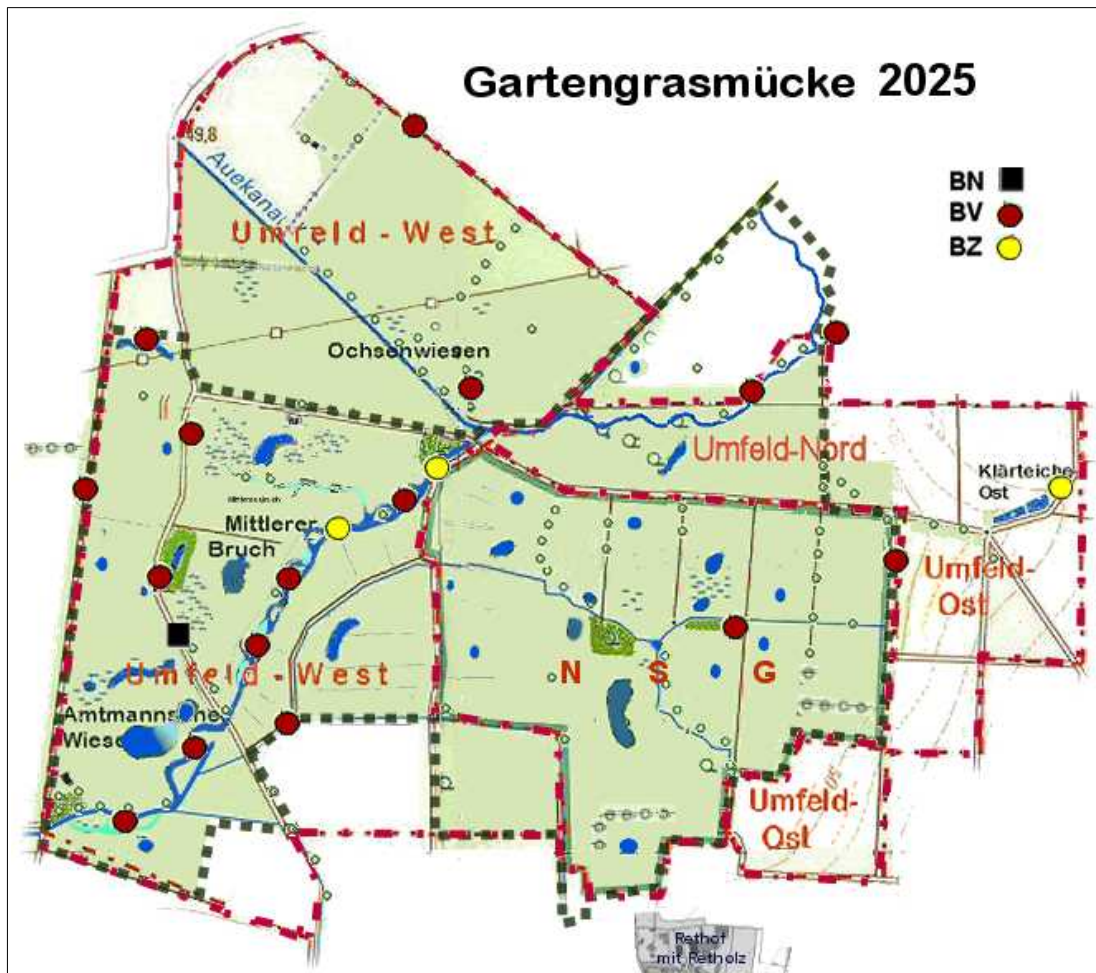 Gartengrasmücke 2025
49,8
Auekanal
BN
BV
BZ
Umfeld - West
Ochsenwiesen
Umfeld-Nord
Klärteiche
Ost
Mittlerer
Bruch
Umfeld-
Ost
Umfeld - West
N S G
Amtmannsche
Wiese
50
Umfeld-
Ost
Rethof
mit Retholz